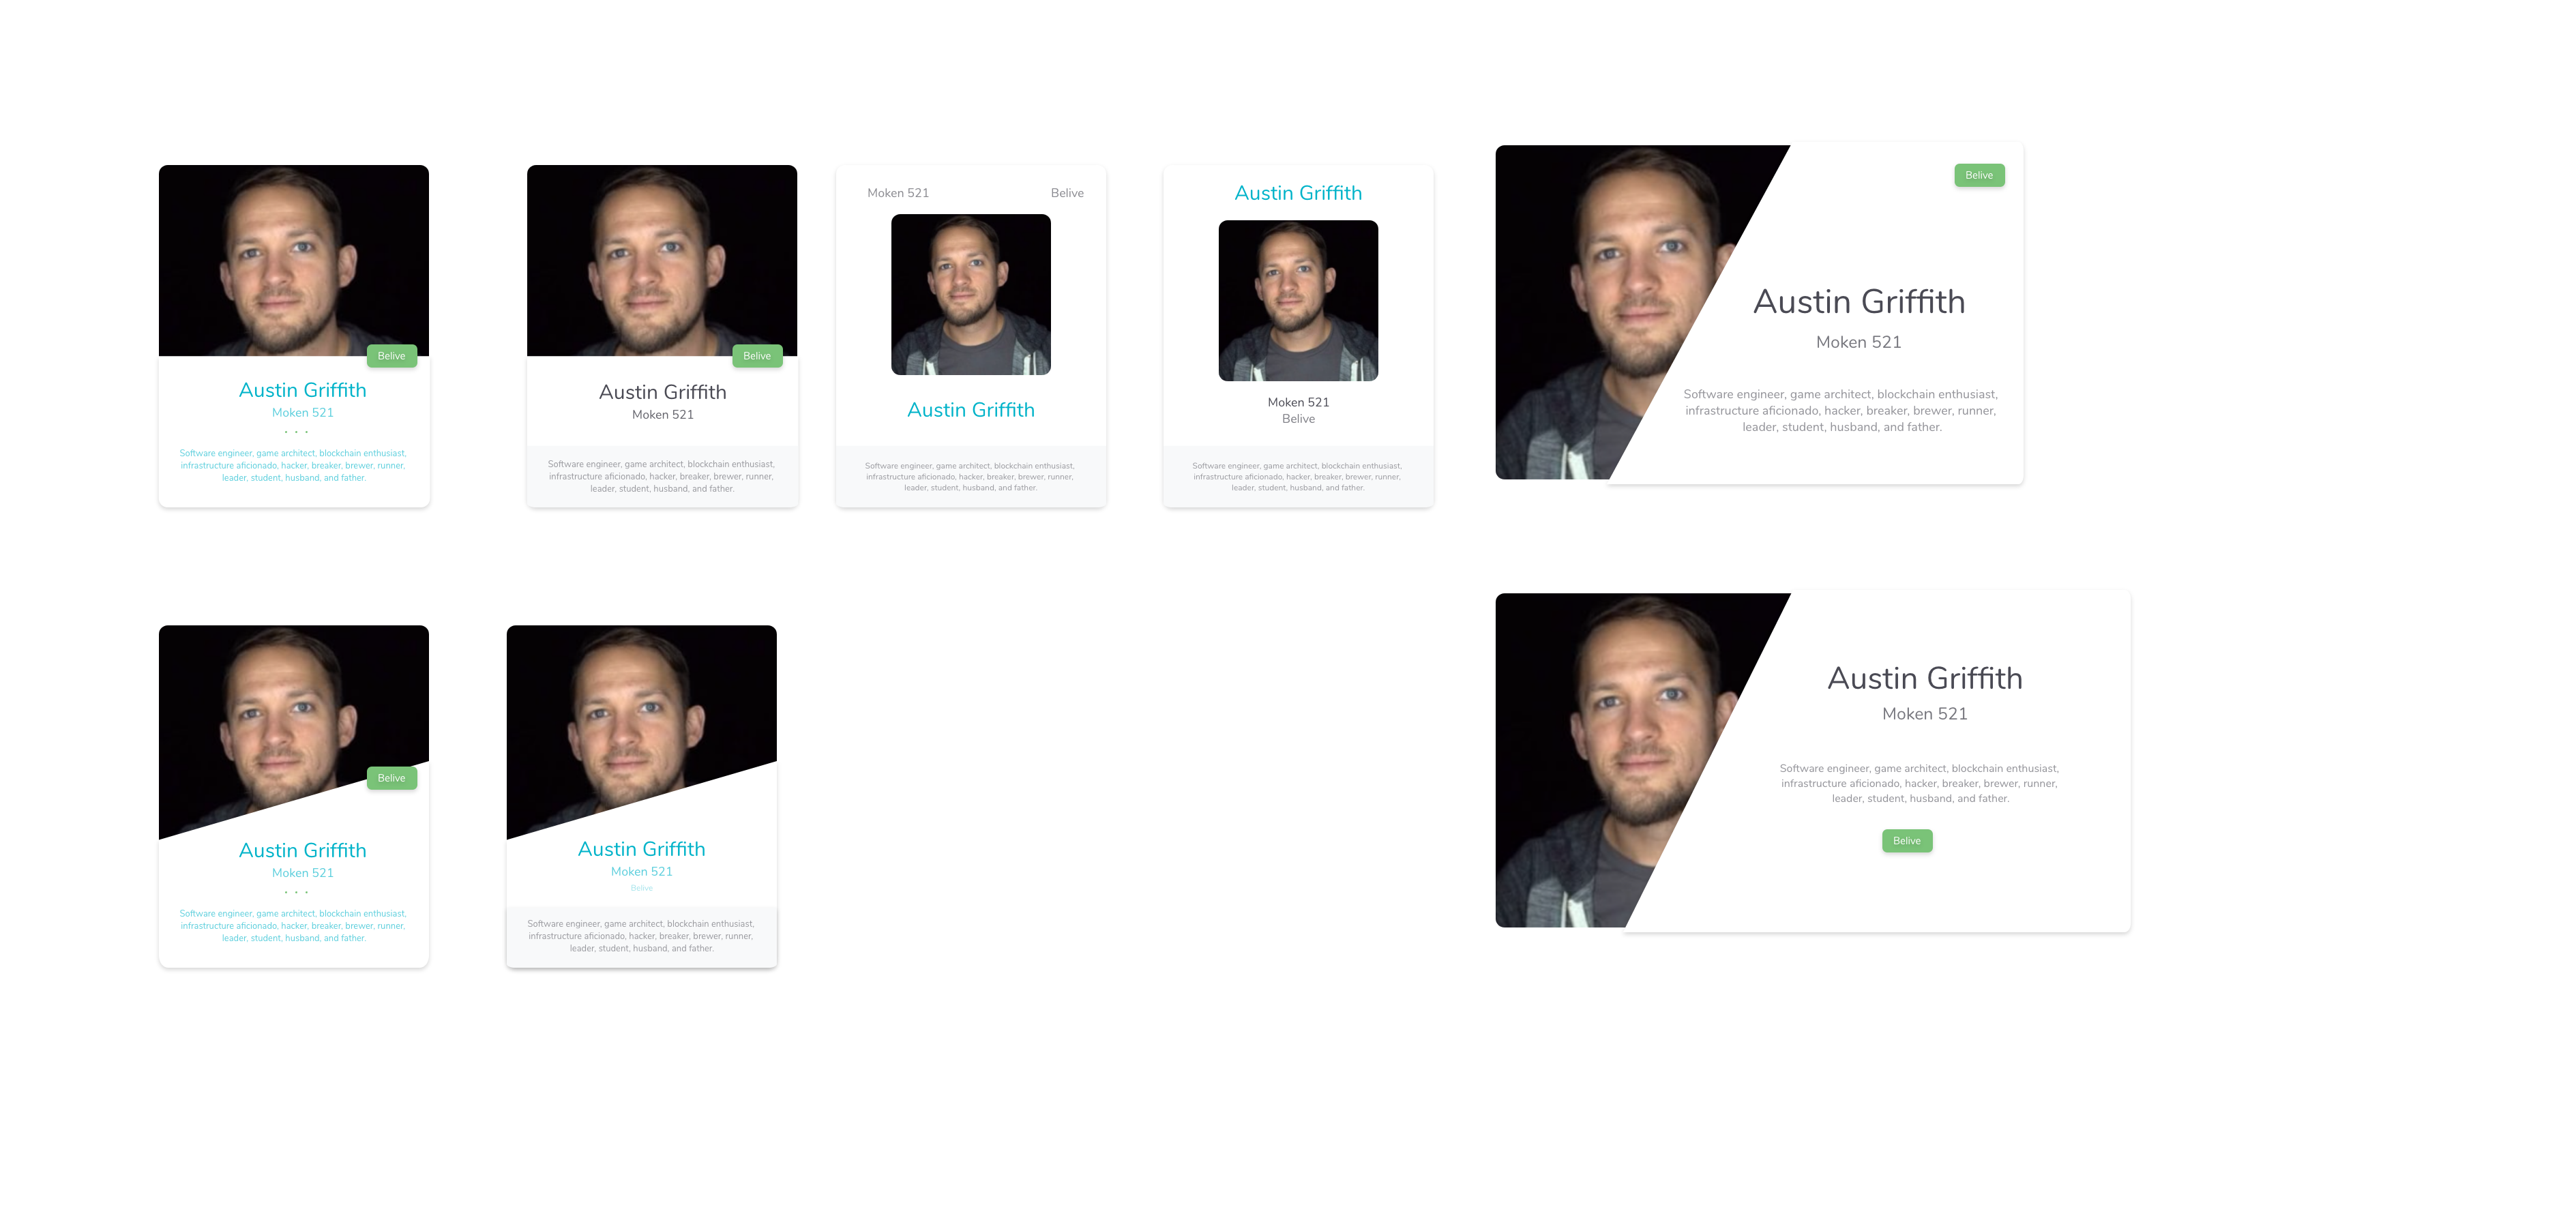 Belive
Austin Griffith
Moken 521
• • •
Software engineer, game architect, blockchain enthusiast,
infrastructure aficionado, hacker, breaker, brewer, runner,
leader, student, husband, and father.
Belive
Austin Griffith
Moken 521
Software engineer, game architect, blockchain enthusiast,
infrastructure aficionado, hacker, breaker, brewer, runner,
leader, student, husband, and father.
Moken 521
Belive
Austin Griffith
Software engineer, game architect, blockchain enthusiast,
infrastructure aficionado, hacker, breaker, brewer, runner,
leader, student, husband, and father.
Austin Griffith
Moken 521
Belive
Software engineer, game architect, blockchain enthusiast,
infrastructure aficionado, hacker, breaker, brewer, runner,
leader, student, husband, and father.
Belive
Austin Griffith
Moken 521
Software engineer, game architect, blockchain enthusiast,
infrastructure aficionado, hacker, breaker, brewer, runner,
leader, student, husband, and father.
Belive
Austin Griffith
Moken 521
• • •
Software engineer, game architect, blockchain enthusiast,
infrastructure aficionado, hacker, breaker, brewer, runner,
leader, student, husband, and father.
Austin Griffith
Moken 521
Belive
Software engineer, game architect, blockchain enthusiast,
infrastructure aficionado, hacker, breaker, brewer, runner,
leader, student, husband, and father.
Austin Griffith
Moken 521
Software engineer, game architect, blockchain enthusiast,
infrastructure aficionado, hacker, breaker, brewer, runner,
leader, student, husband, and father.
Belive